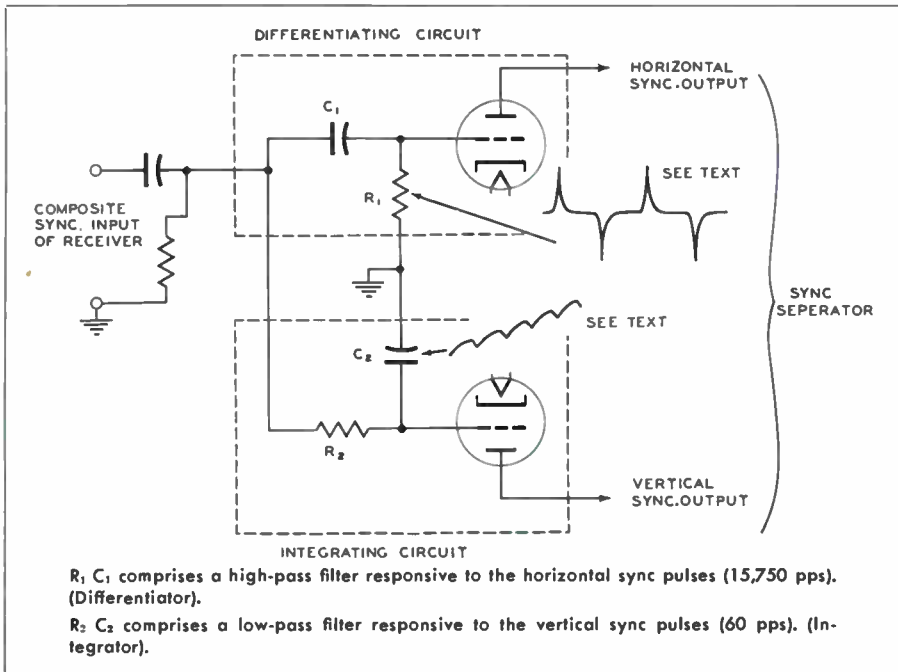 DIFFERENTIATING CIRCUIT
HORIZONTAL
SYNC.OUTPUT
C₁
SEE TEXT
R₁
COMPOSITE
SYNC. INPUT
OF RECEIVER
SYNC
SEPERATOR
SEE TEXT
C₂
R₂
VERTICAL
SYNC.OUTPUT
INTEGRATING CIRCUIT
R₁ C₁ comprises a high-pass filter responsive to the horizontal sync pulses (15,750 pps).
(Differentiator).
R₂ C₂ comprises a low-pass filter responsive to the vertical sync pulses (60 pps). (In-
tegrator).